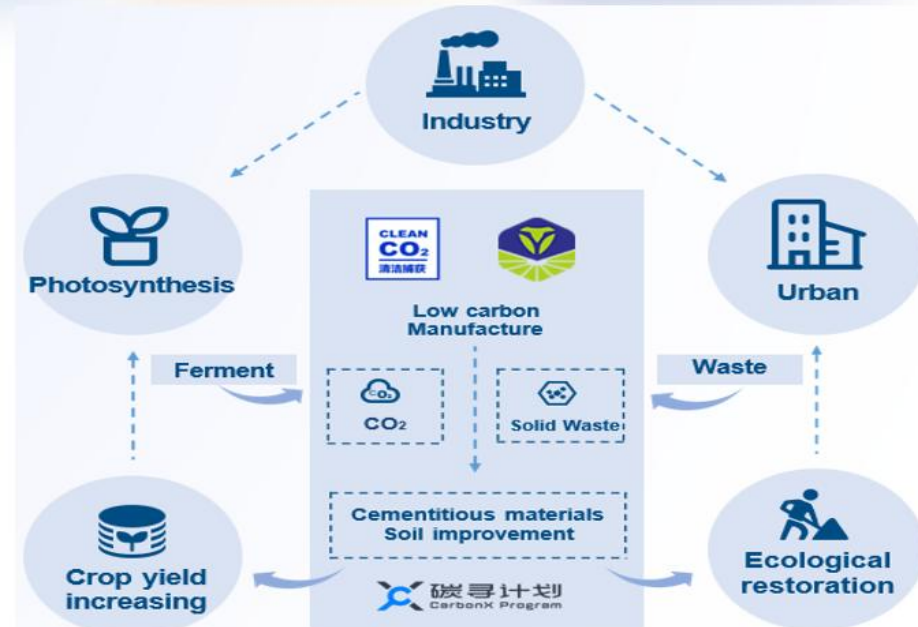 Industry
Photosynthesis
CLEAN
CO₂
清洁捕获
Urban
Low carbon
Manufacture
Ferment
Waste
CO₂
CO₂
Solid Waste
Cementitious materials
Soil improvement
Crop yield
increasing
碳寻计划
CarbonX Program
Ecological
restoration